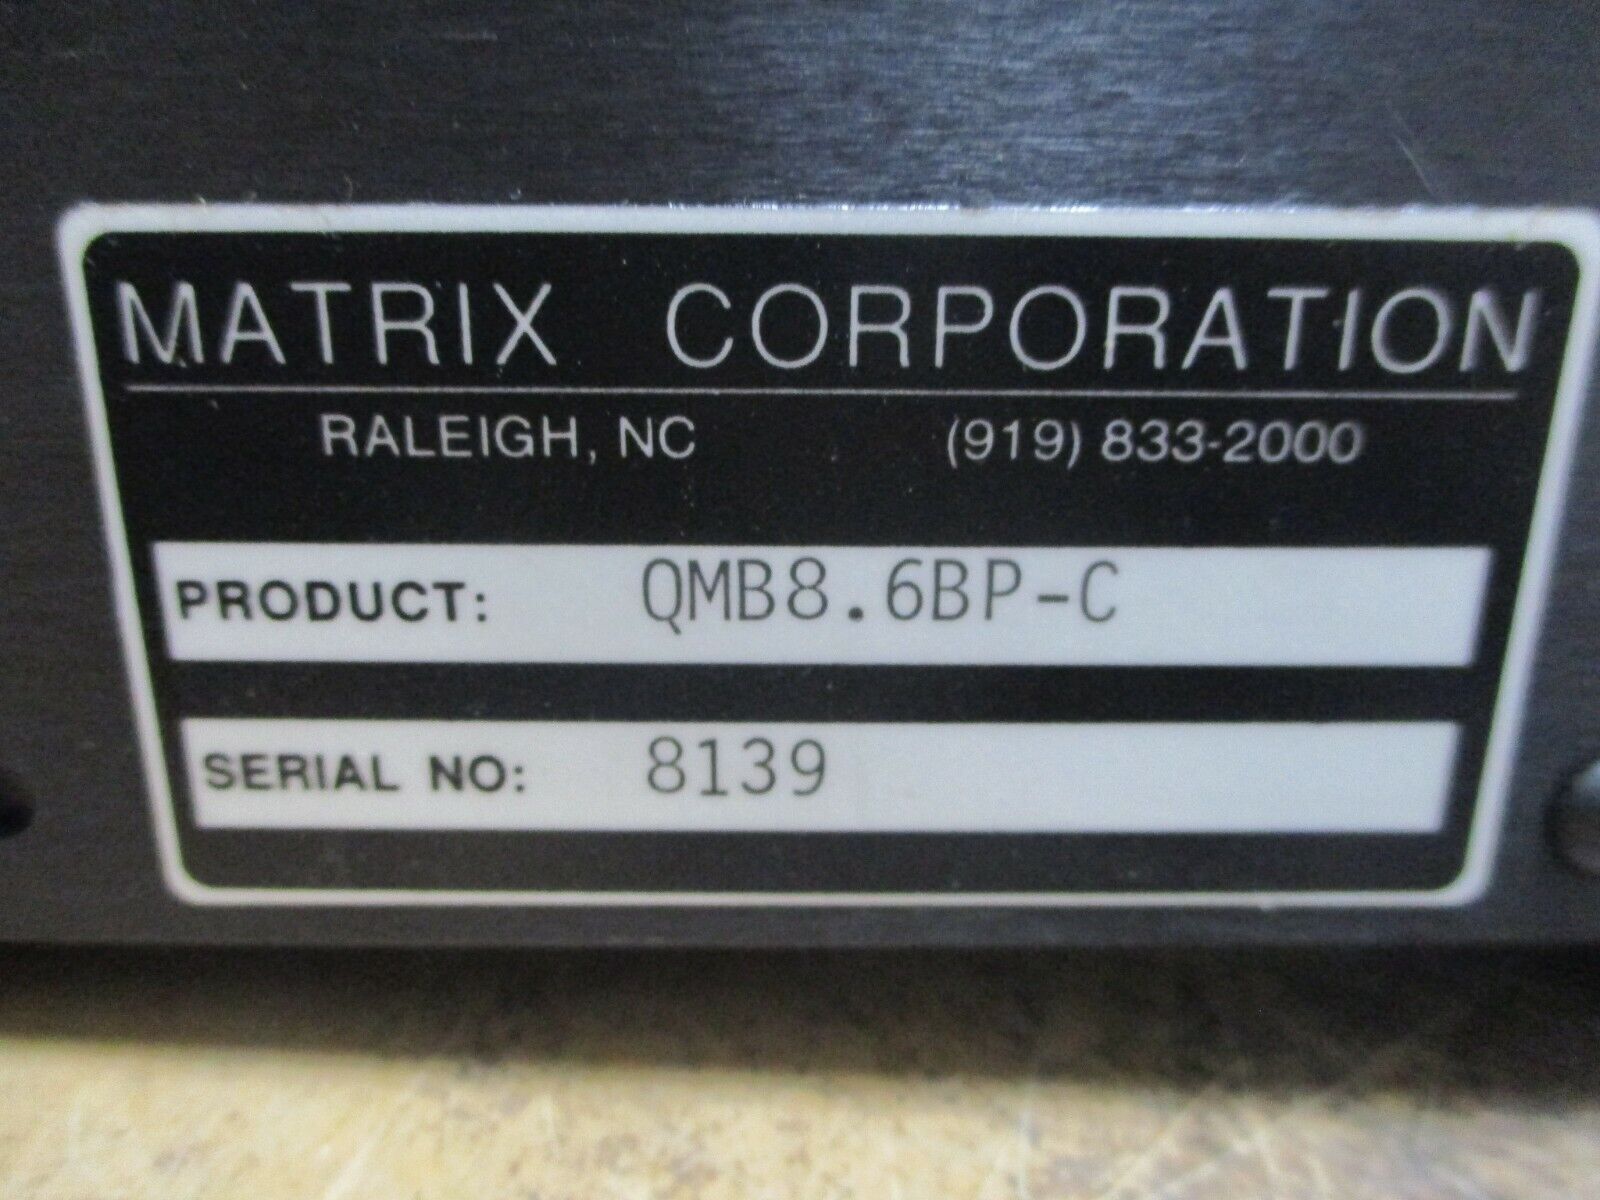 MATRIX CORPORATION
RALEIGH, NC (919) 833-2000
PRODUCT: QMB8.6BP-C
SERIAL NO: 8139